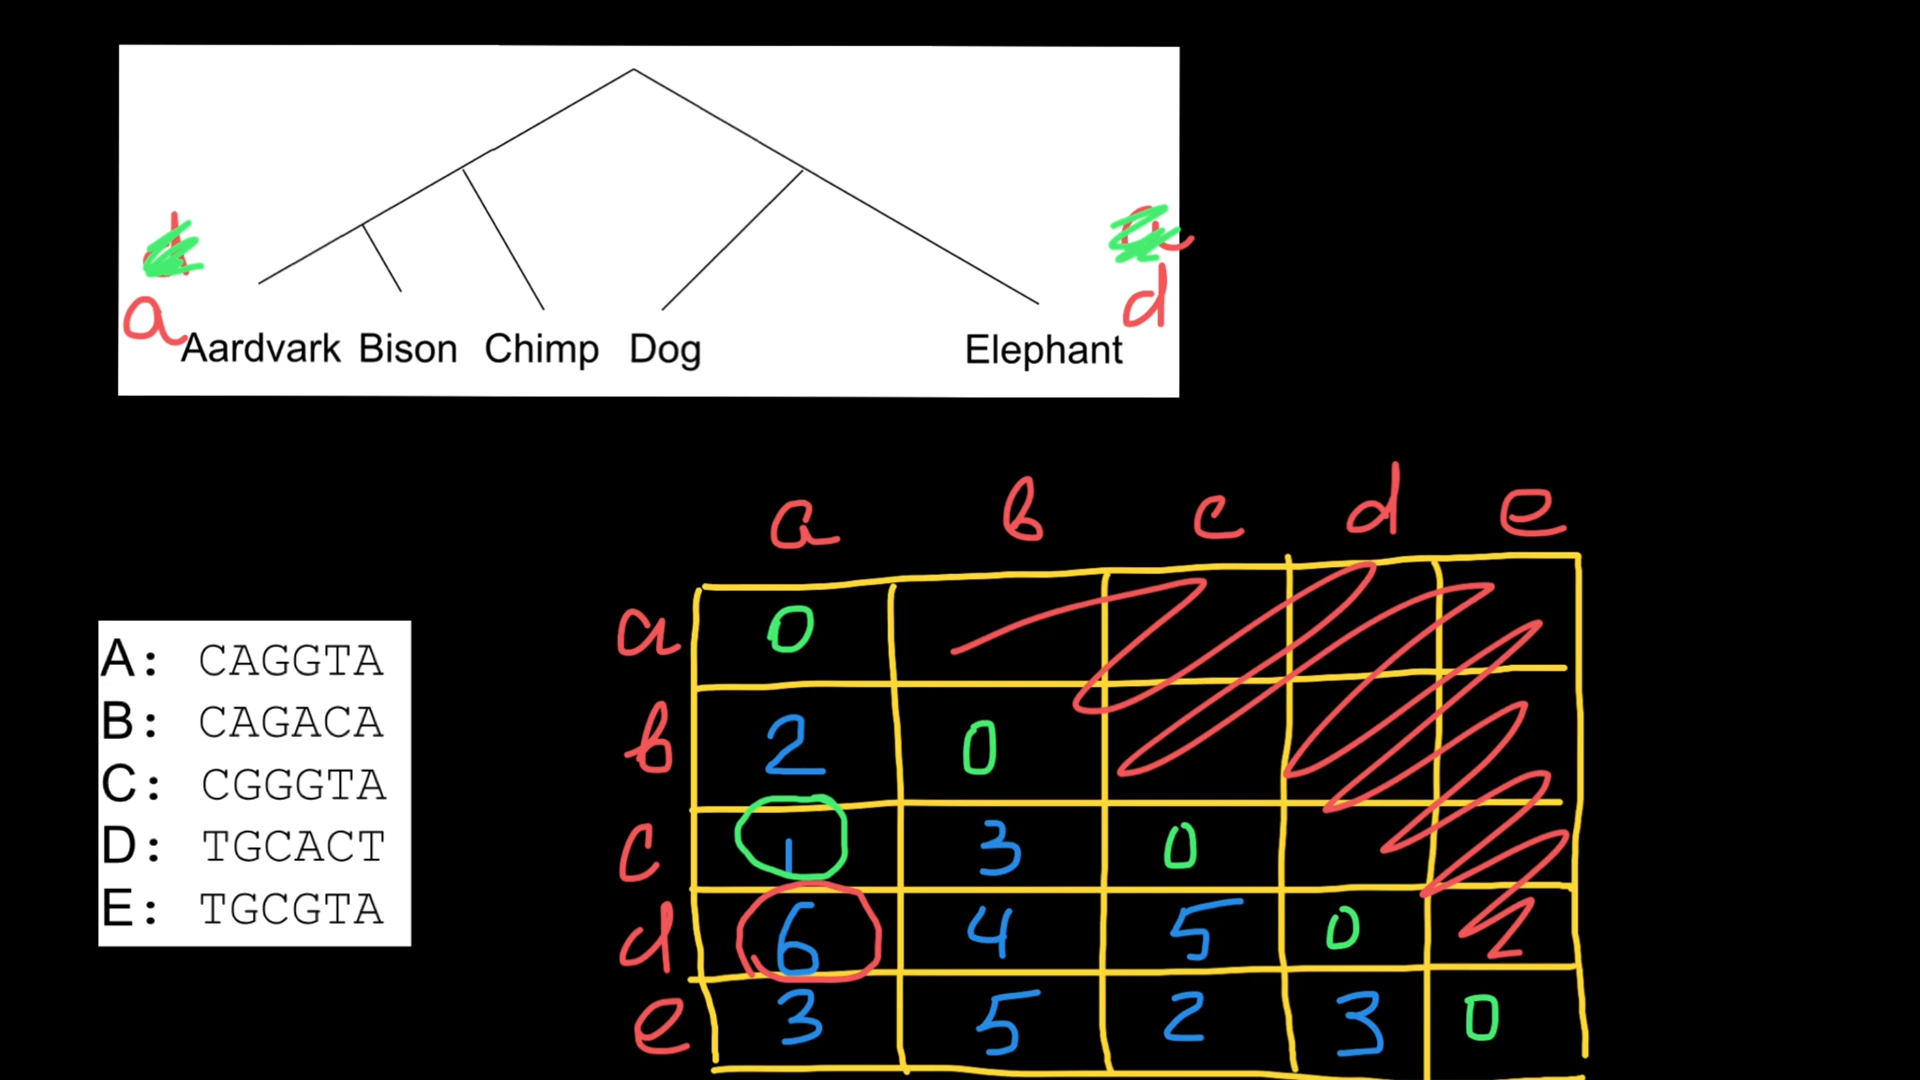 a
d
Aardvark Bison Chimp Dog Elephant
a b c d e
A: CAGGTA
B: CAGACA
C: CGGGTA
D: TGCACT
E: TGCGTA
a 0
b 2 0
c 1 3 0
d 6 4 5 0
e 3 5 2 3 0